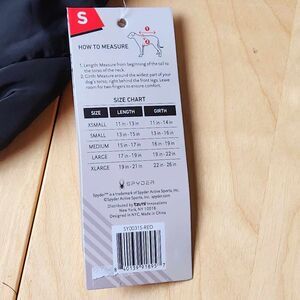 S
HOW TO MEASURE
1. Length: Measure from beginning of the tail to
the torso of the neck.
2. Girth: Measure around the widest part of your
dog's torso, right behind the front legs. Leave
room for two fingers to ensure comfort.
SIZE CHART
SIZE LENGTH GIRTH
XSMALL 11 in - 13 in 11 in - 14 in
SMALL 13 in - 15 in 13 in - 16 in
MEDIUM 15 in - 17 in 16 in - 19 in
LARGE 17 in - 19 in 19 in - 22 in
XLARGE 19 in - 21 in 22 in - 26 in
SPYDER
Spyder™ is a trademark of Spyder Active Sports, Inc.
©Spyder Active Sports, Inc.
Distributed by Innovations
New York, NY 10018
Designed in NYC. Made in China
SY00315-RED